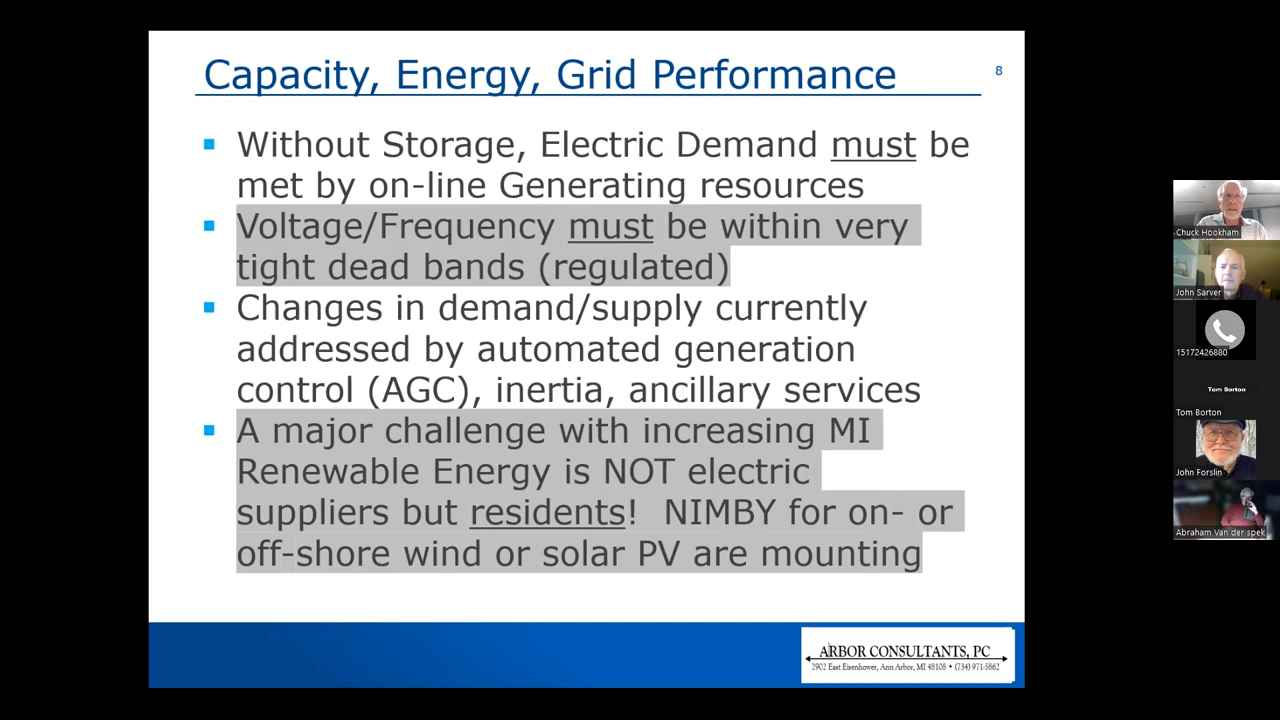 Capacity, Energy, Grid Performance
8
Without Storage, Electric Demand must be
met by on-line Generating resources
Voltage/Frequency must be within very
tight dead bands (regulated)
Changes in demand/supply currently
addressed by automated generation
control (AGC), inertia, ancillary services
A major challenge with increasing MI
Renewable Energy is NOT electric
suppliers but residents! NIMBY for on- or
off-shore wind or solar PV are mounting
ARBOR CONSULTANTS, PC
2902 East Eisenhower, Ann Arbor, MI 48108 • (734) 971-5862
Chuck Hookham
John Sarver
15172426880
Tom Borton
Tom Borton
John Forslin
Abraham Van der spek